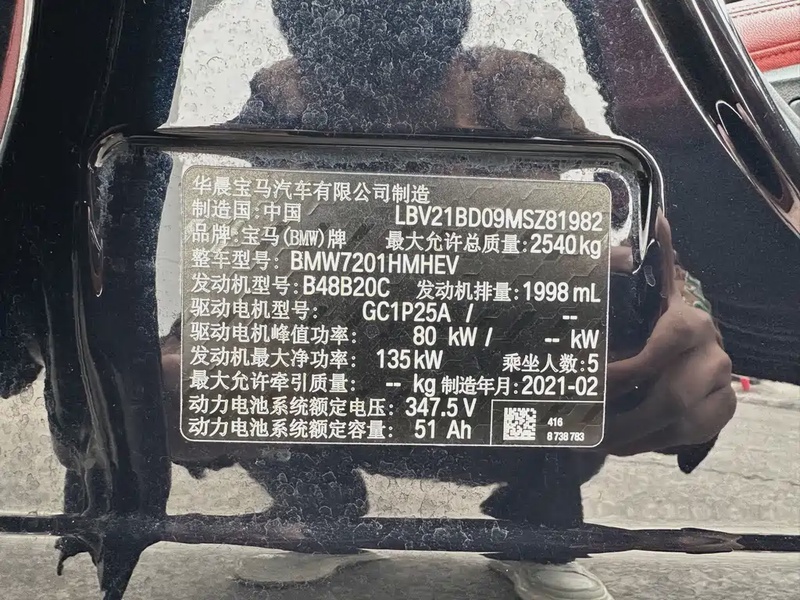 华晨宝马汽车有限公司制造
制造国:中国 LBV21BD09MSZ81982
品牌:宝马(BMW)牌 最大允许总质量:2540kg
整车型号: BMW7201HMHEV
发动机型号:B48B20C 发动机排量:1998 mL
驱动电机型号: GC1P25A / --
驱动电机峰值功率: 80 kW / -- kW
发动机最大净功率: 135kW 乘坐人数:5
最大允许牵引质量: -- kg 制造年月:2021-02
动力电池系统额定电压: 347.5 V
动力电池系统额定容量: 51 Ah
416
8 738 783